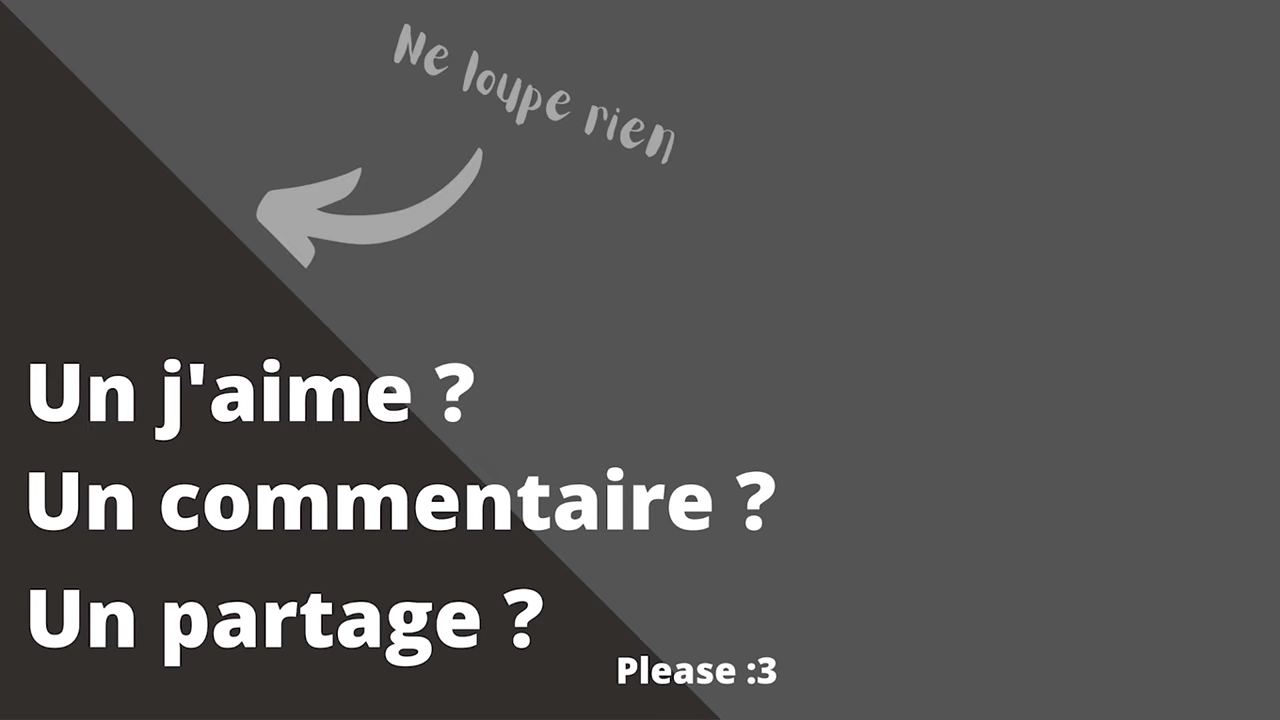 Ne loupe rien
Un j'aime ?
Un commentaire ?
Un partage ?
Please :3